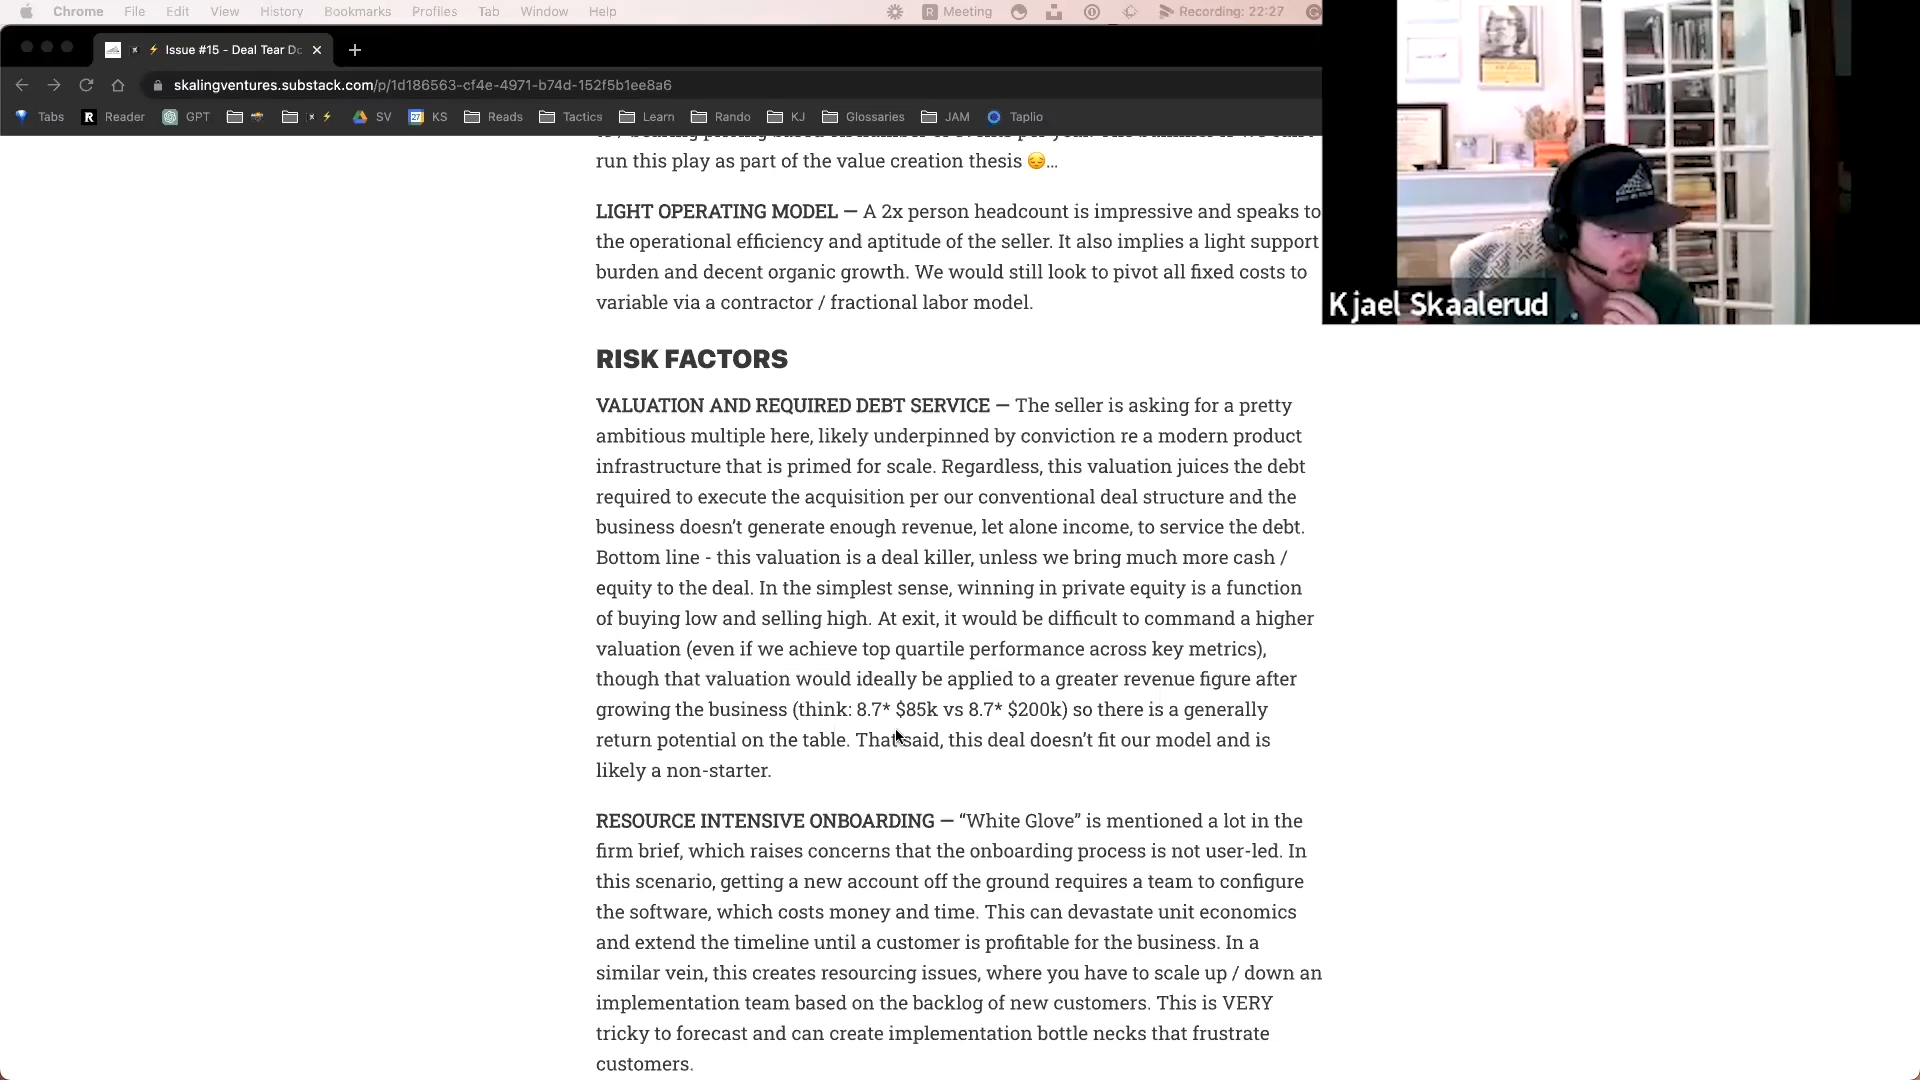 Chrome File Edit View History Bookmarks Profiles Tab Window Help R Meeting Recording: 22:27
⚡ Issue #15 - Deal Tear Do
skalingventures.substack.com/p/1d186563-cf4e-4971-b74d-152f5b1ee8a6
Tabs R Reader GPT SV 27 KS Reads Tactics Learn Rando KJ Glossaries JAM Taplio
run this play as part of the value creation thesis 😔...
LIGHT OPERATING MODEL — A 2x person headcount is impressive and speaks to
the operational efficiency and aptitude of the seller. It also implies a light support
burden and decent organic growth. We would still look to pivot all fixed costs to
variable via a contractor / fractional labor model.
Kjael Skaalerud
RISK FACTORS
VALUATION AND REQUIRED DEBT SERVICE — The seller is asking for a pretty
ambitious multiple here, likely underpinned by conviction re a modern product
infrastructure that is primed for scale. Regardless, this valuation juices the debt
required to execute the acquisition per our conventional deal structure and the
business doesn’t generate enough revenue, let alone income, to service the debt.
Bottom line - this valuation is a deal killer, unless we bring much more cash /
equity to the deal. In the simplest sense, winning in private equity is a function
of buying low and selling high. At exit, it would be difficult to command a higher
valuation (even if we achieve top quartile performance across key metrics),
though that valuation would ideally be applied to a greater revenue figure after
growing the business (think: 8.7* $85k vs 8.7* $200k) so there is a generally
return potential on the table. That said, this deal doesn’t fit our model and is
likely a non-starter.
RESOURCE INTENSIVE ONBOARDING — “White Glove” is mentioned a lot in the
firm brief, which raises concerns that the onboarding process is not user-led. In
this scenario, getting a new account off the ground requires a team to configure
the software, which costs money and time. This can devastate unit economics
and extend the timeline until a customer is profitable for the business. In a
similar vein, this creates resourcing issues, where you have to scale up / down an
implementation team based on the backlog of new customers. This is VERY
tricky to forecast and can create implementation bottle necks that frustrate
customers.